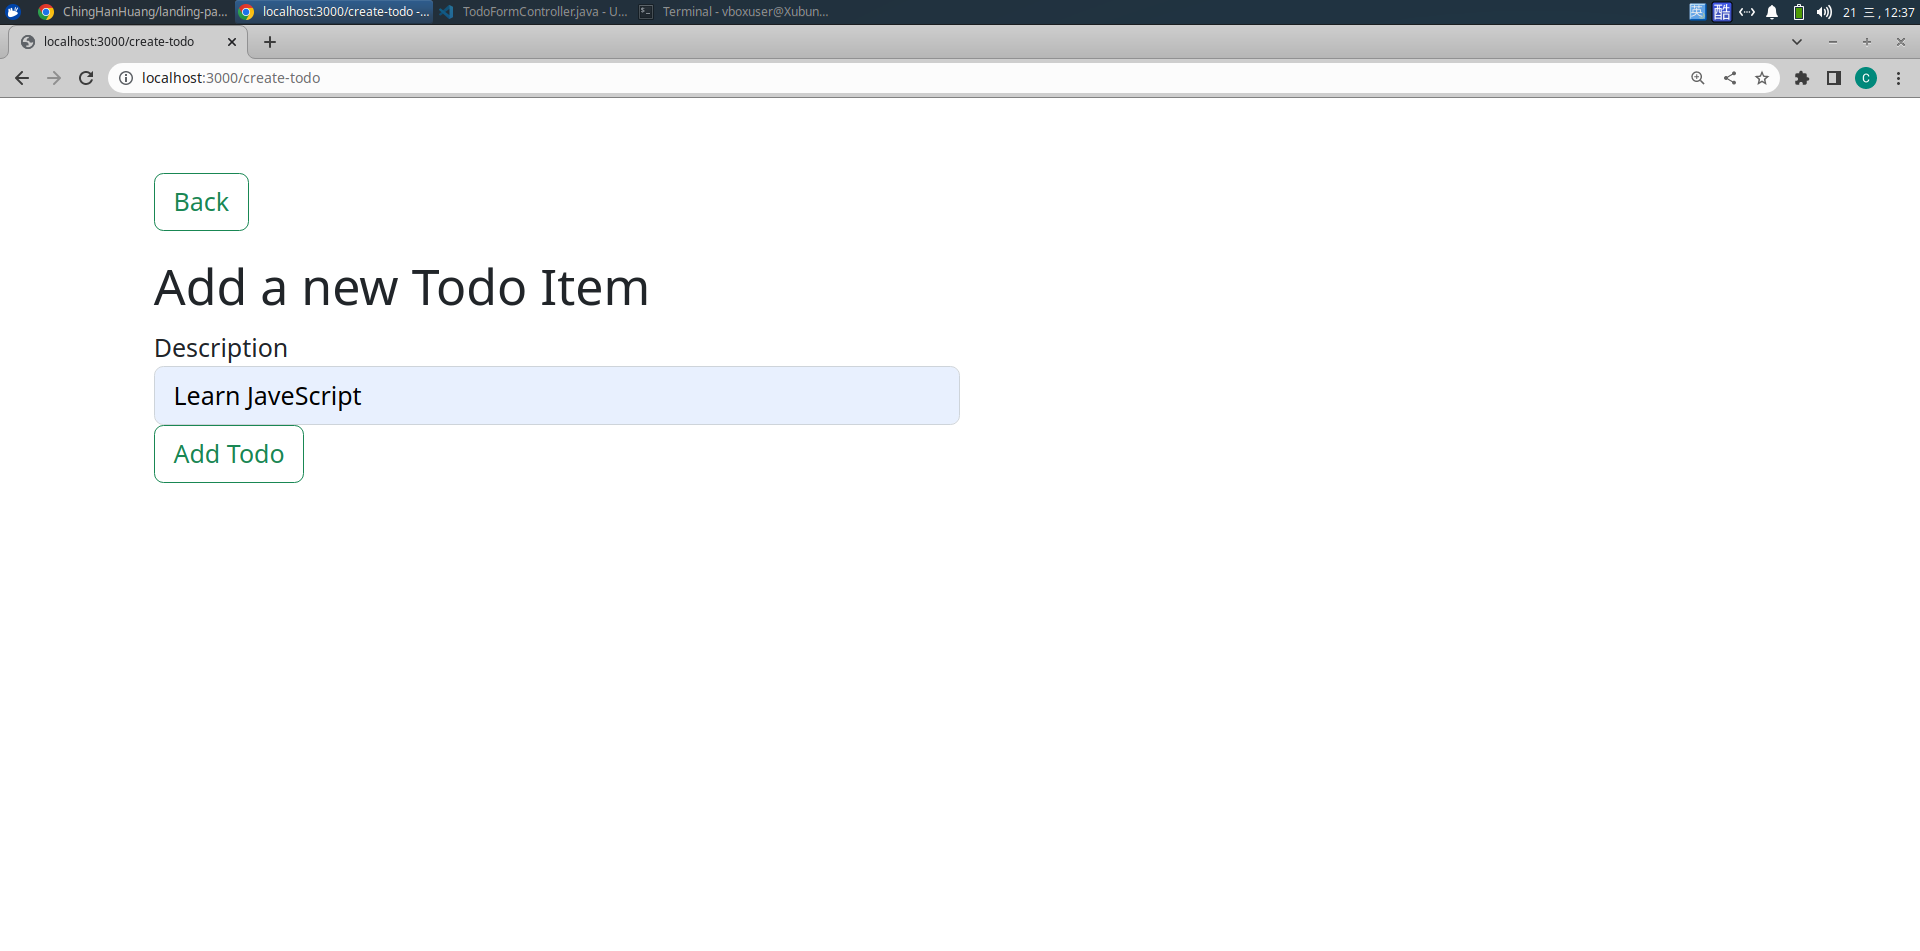 ChingHanHuang/landing-pa... localhost:3000/create-todo -... TodoFormController.java - U... Terminal - vboxuser@Xubun... 英 酷 21 三 , 12:37
localhost:3000/create-todo
localhost:3000/create-todo C
Back
Add a new Todo Item
Description
Learn JaveScript
Add Todo